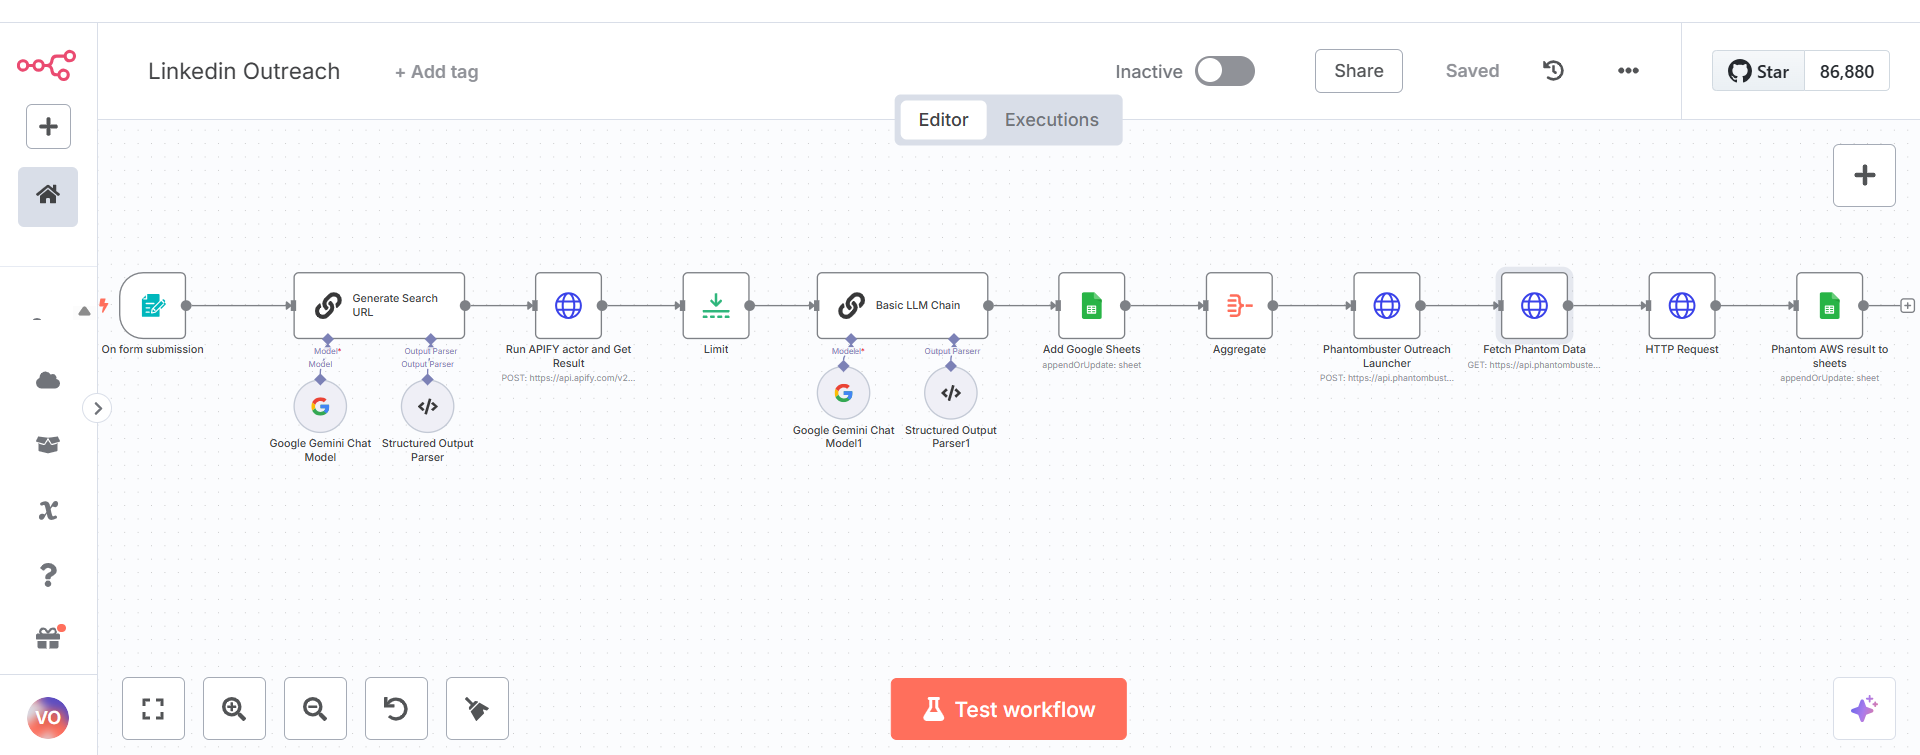 Linkedin Outreach
+ Add tag
Inactive
Share
Saved
Star
86,880
Editor
Executions
On form submission
Generate Search
URL
Model*
Output Parser
Model
Output Parser
Google Gemini Chat
Model
Structured Output
Parser
Run APIFY actor and Get
Result
POST: https://api.apify.com/v2...
Limit
Basic LLM Chain
Google Gemini Chat
Model1
Structured Output
Parser1
Add Google Sheets
appendOrUpdate: sheet
Aggregate
Phantombuster Outreach
Launcher
POST: https://api.phantombust...
Fetch Phantom Data
GET: https://api.phantombuste...
HTTP Request
Phantom AWS result to
sheets
appendOrUpdate: sheet
VO
Test workflow